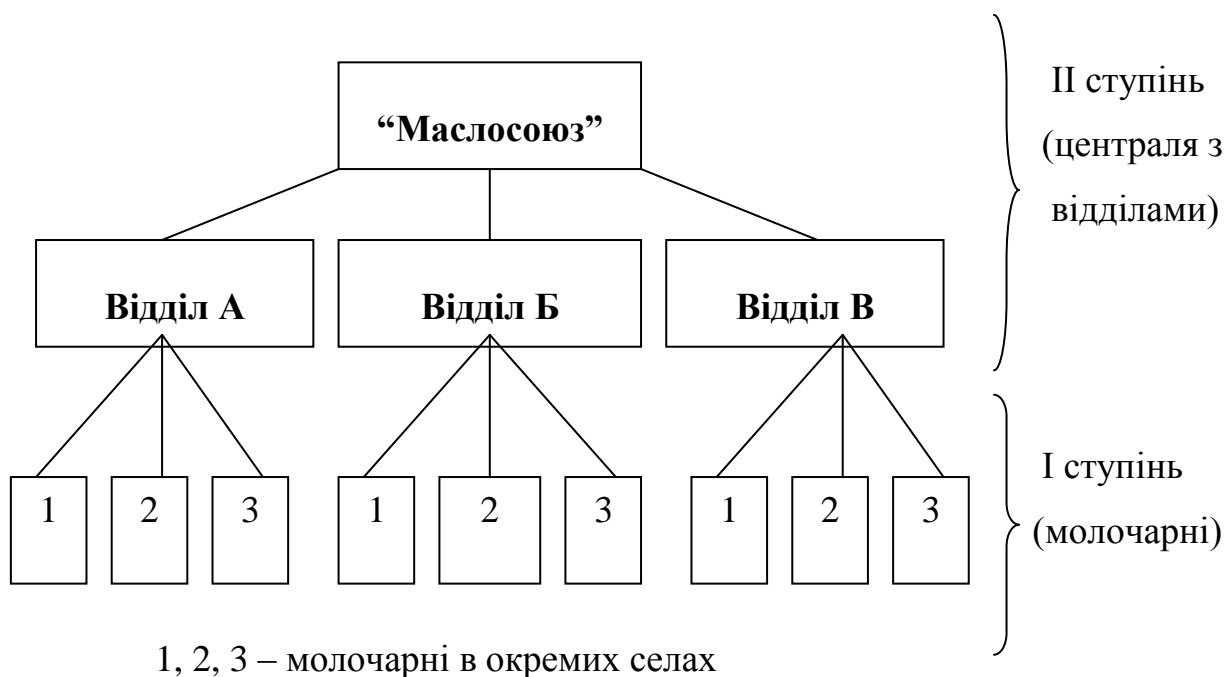 “Маслосоюз”
ІІ ступінь
(централя з
відділами)
Відділ А
Відділ Б
Відділ В
1 2 3 1 2 3 1 2 3
І ступінь
(молочарні)
1, 2, 3 – молочарні в окремих селах